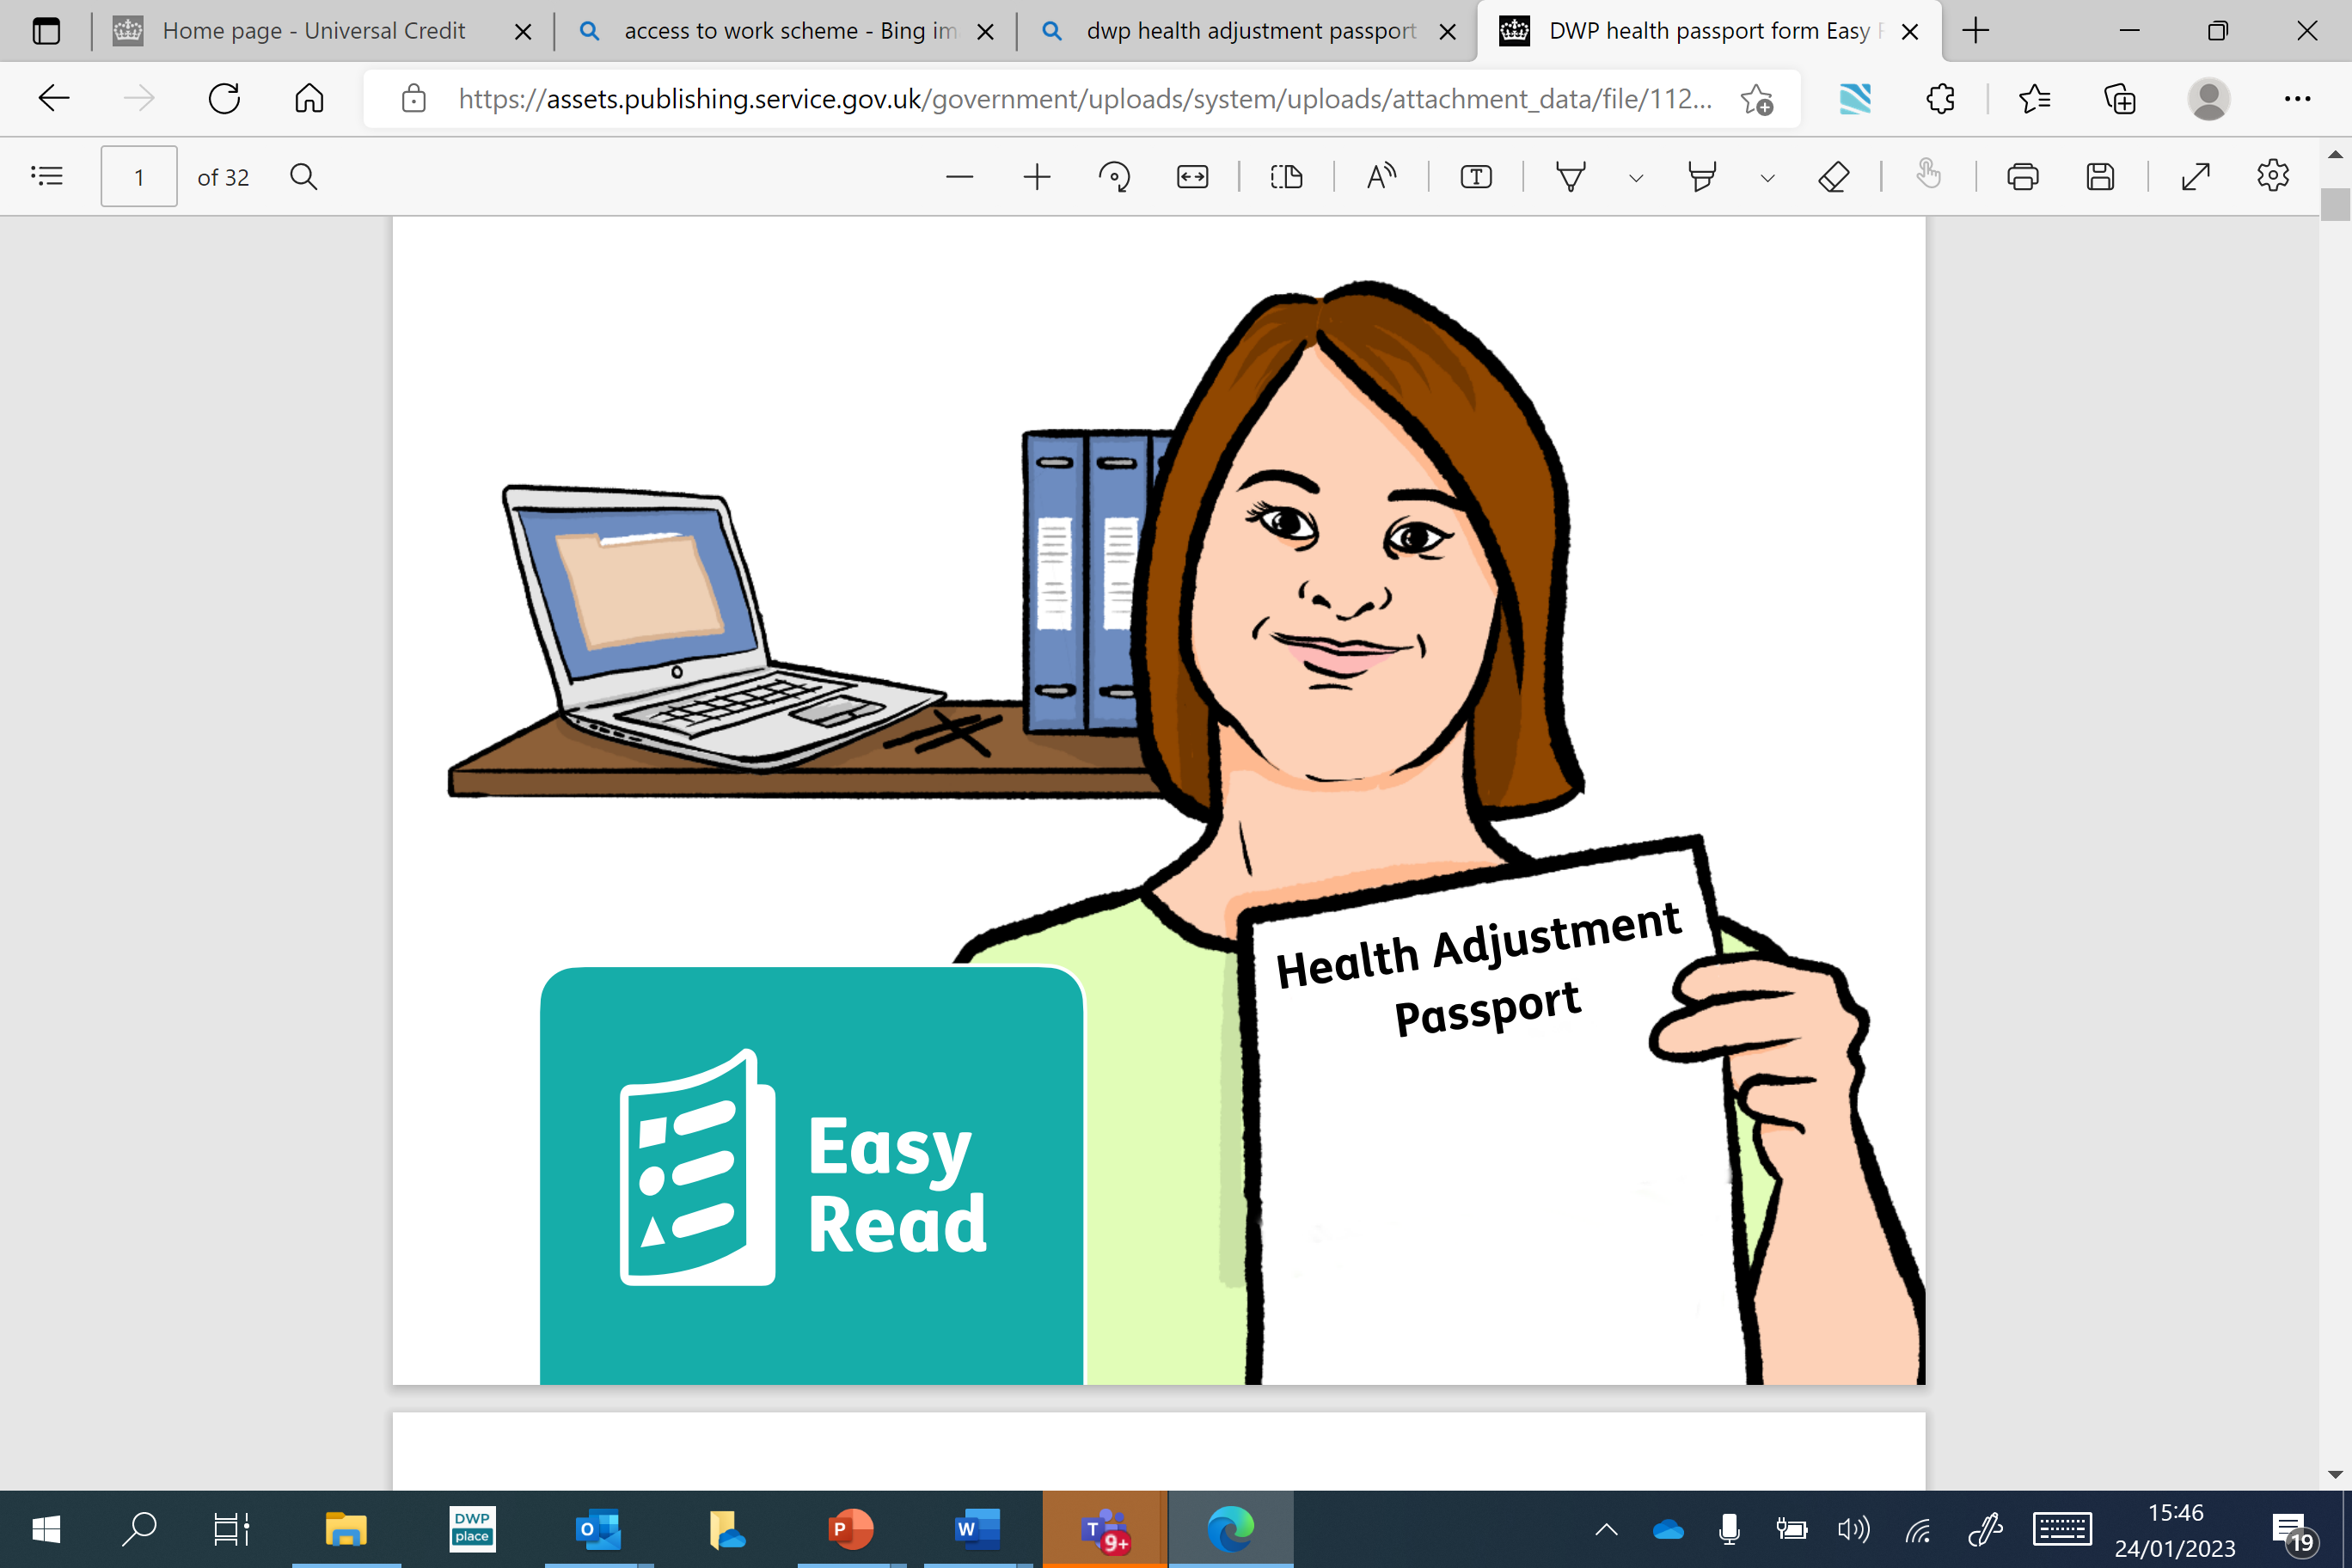 Home page - Universal Credit
access to work scheme - Bing im
dwp health adjustment passport
DWP health passport form Easy
https://assets.publishing.service.gov.uk/government/uploads/system/uploads/attachment_data/file/112...
1 of 32
Health Adjustment
Passport
Easy
Read
DWP
place
9+
15:46
24/01/2023
19